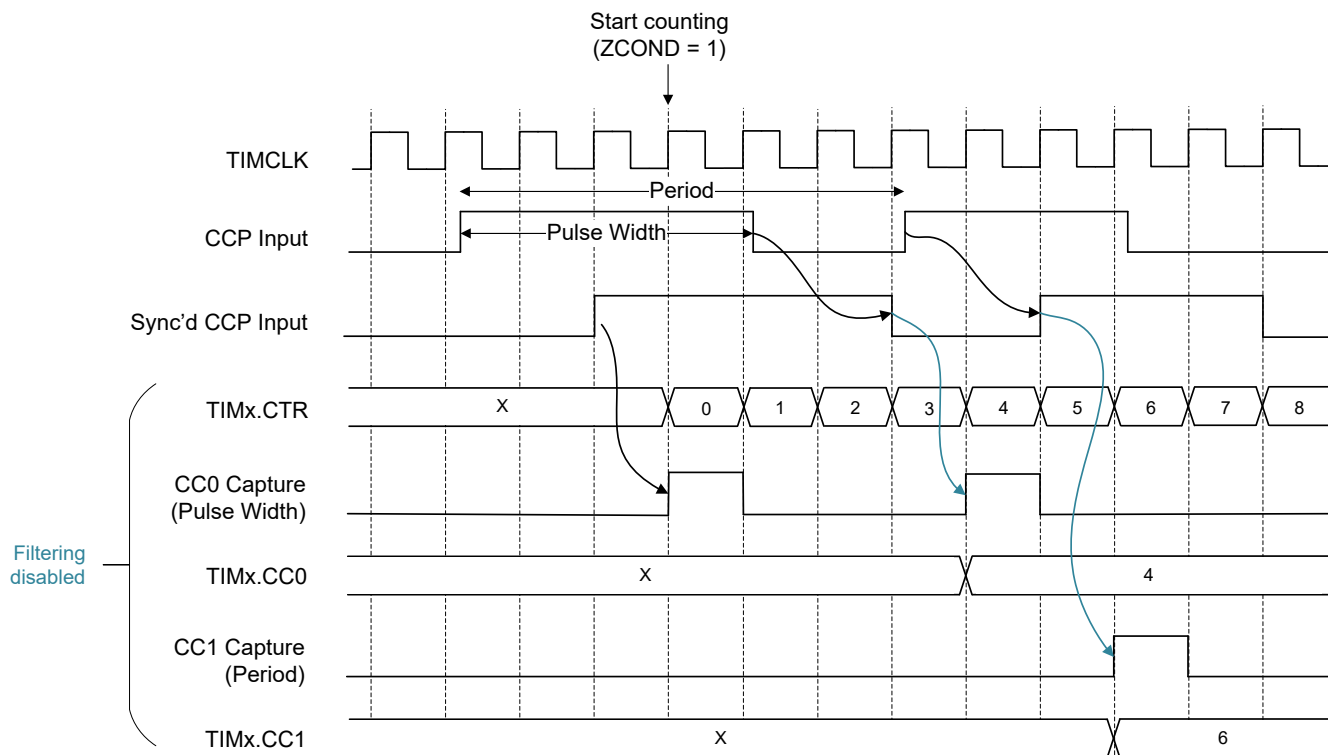 Start counting
(ZCOND = 1)
TIMCLK
Period
CCP Input
Pulse Width
Sync’d CCP Input
TIMx.CTR
X
0
1
2
3
4
5
6
7
8
CC0 Capture
(Pulse Width)
Filtering
disabled
TIMx.CC0
X
4
CC1 Capture
(Period)
TIMx.CC1
X
6